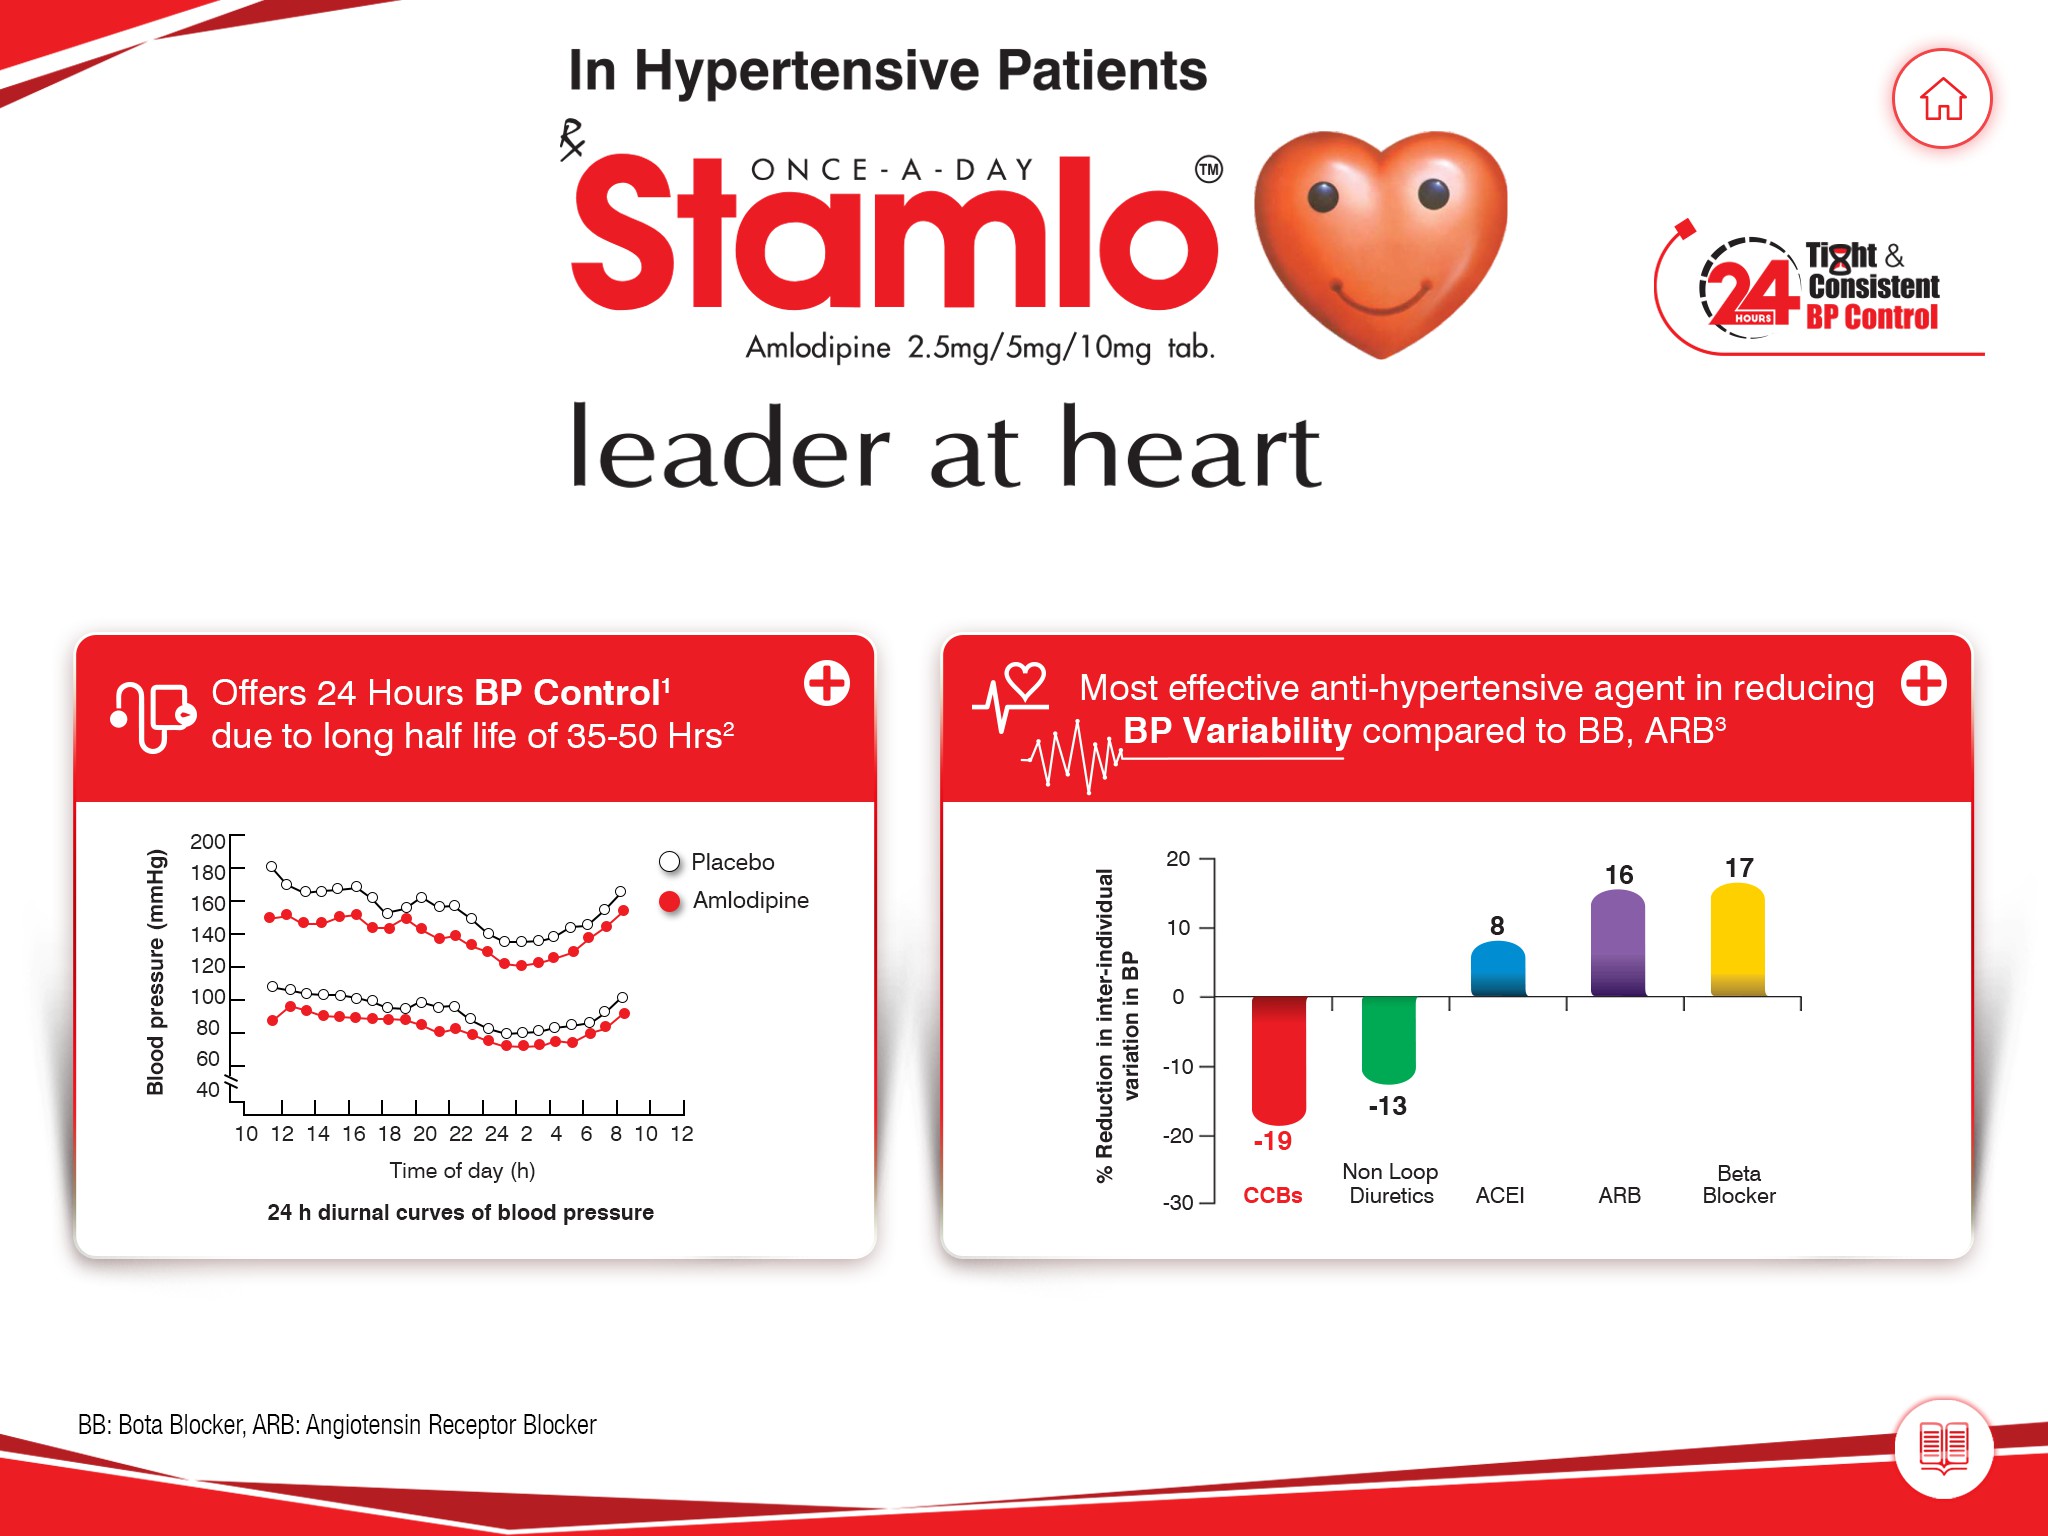 In Hypertensive Patients
℞
ONCE-A-DAY
Stamlo™
Amlodipine 2.5mg/5mg/10mg tab.
leader at heart
24 HOURS
Tight &
Consistent
BP Control
Offers 24 Hours BP Control¹
due to long half life of 35-50 Hrs²
Blood pressure (mmHg)
200
180
160
140
120
100
80
60
40
Placebo
Amlodipine
10 12 14 16 18 20 22 24 2 4 6 8 10 12
Time of day (h)
24 h diurnal curves of blood pressure
Most effective anti-hypertensive agent in reducing
BP Variability compared to BB, ARB³
% Reduction in inter-individual
variation in BP
20
10
0
-10
-20
-30
-19
-13
8
16
17
CCBs
Non Loop
Diuretics
ACEI
ARB
Beta
Blocker
BB: Bota Blocker, ARB: Angiotensin Receptor Blocker